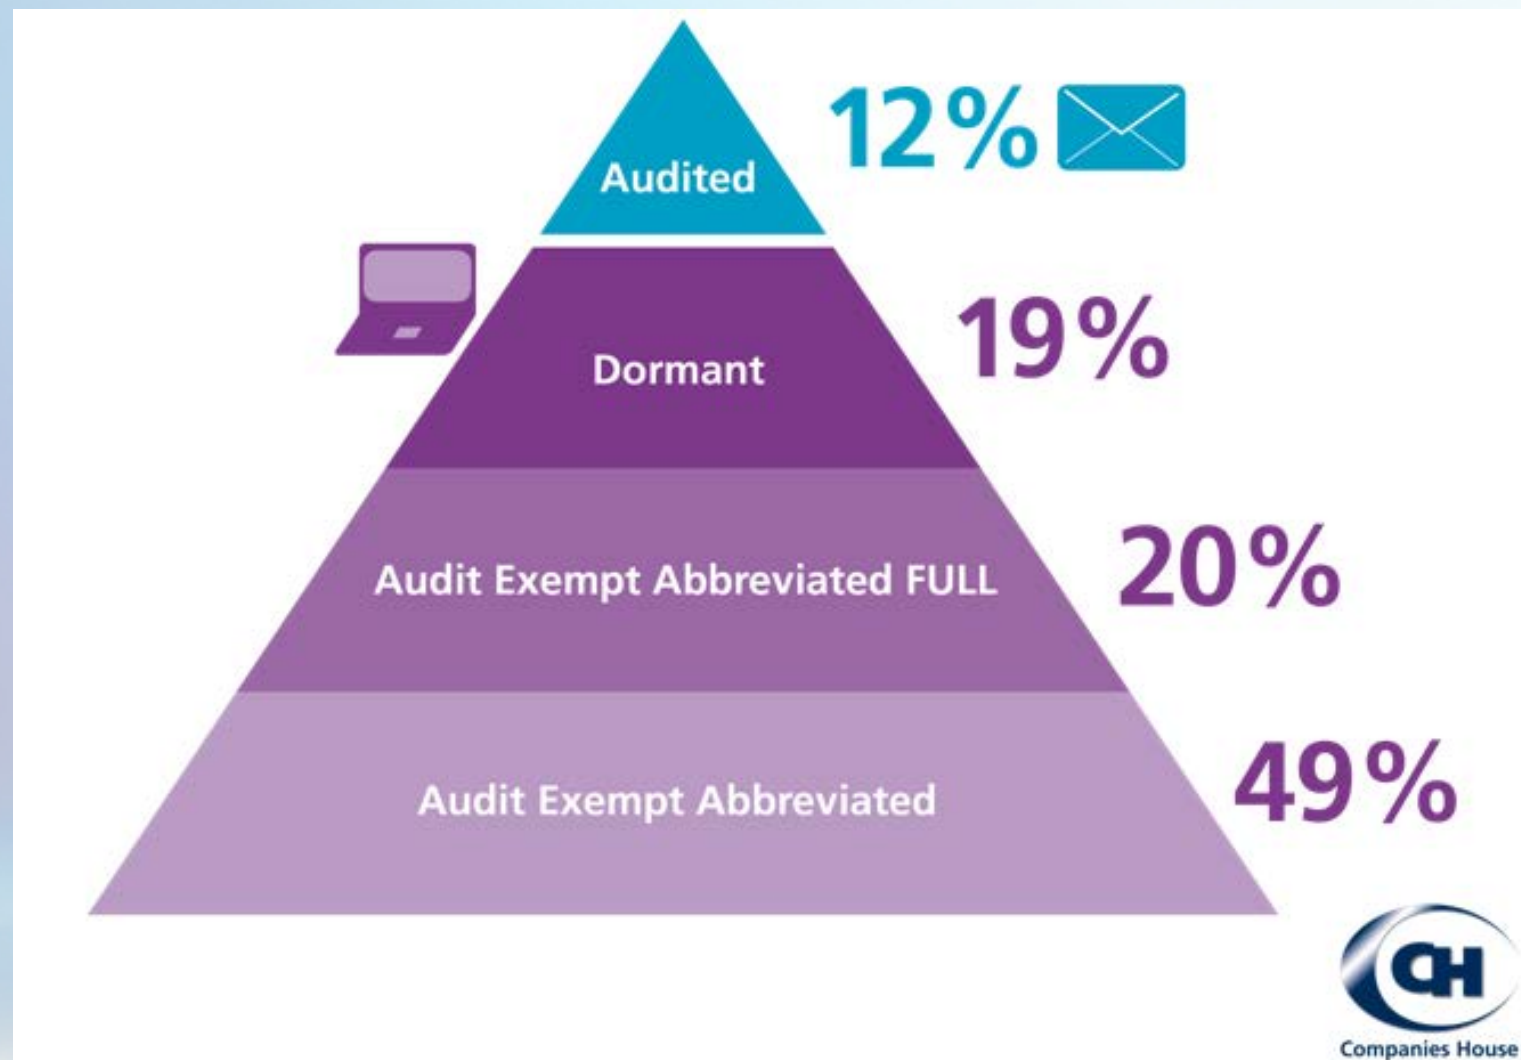 12%
Audited
19%
Dormant
20%
Audit Exempt Abbreviated FULL
49%
Audit Exempt Abbreviated
CH
Companies House